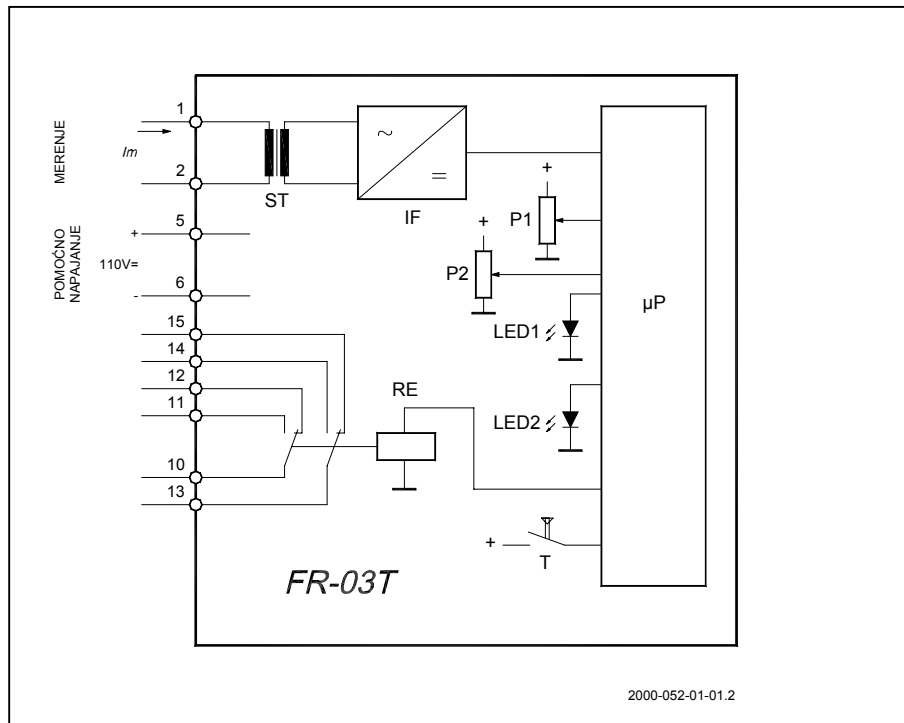 MERENJE
1
Im
2
ST
~
=
IF
+
P1
+
P2
µP
POMOĆNO
NAPAJANJE
5
+
110V=
6
-
LED1
LED2
15
14
12
11
10
13
RE
+
T
FR-03T
2000-052-01-01.2